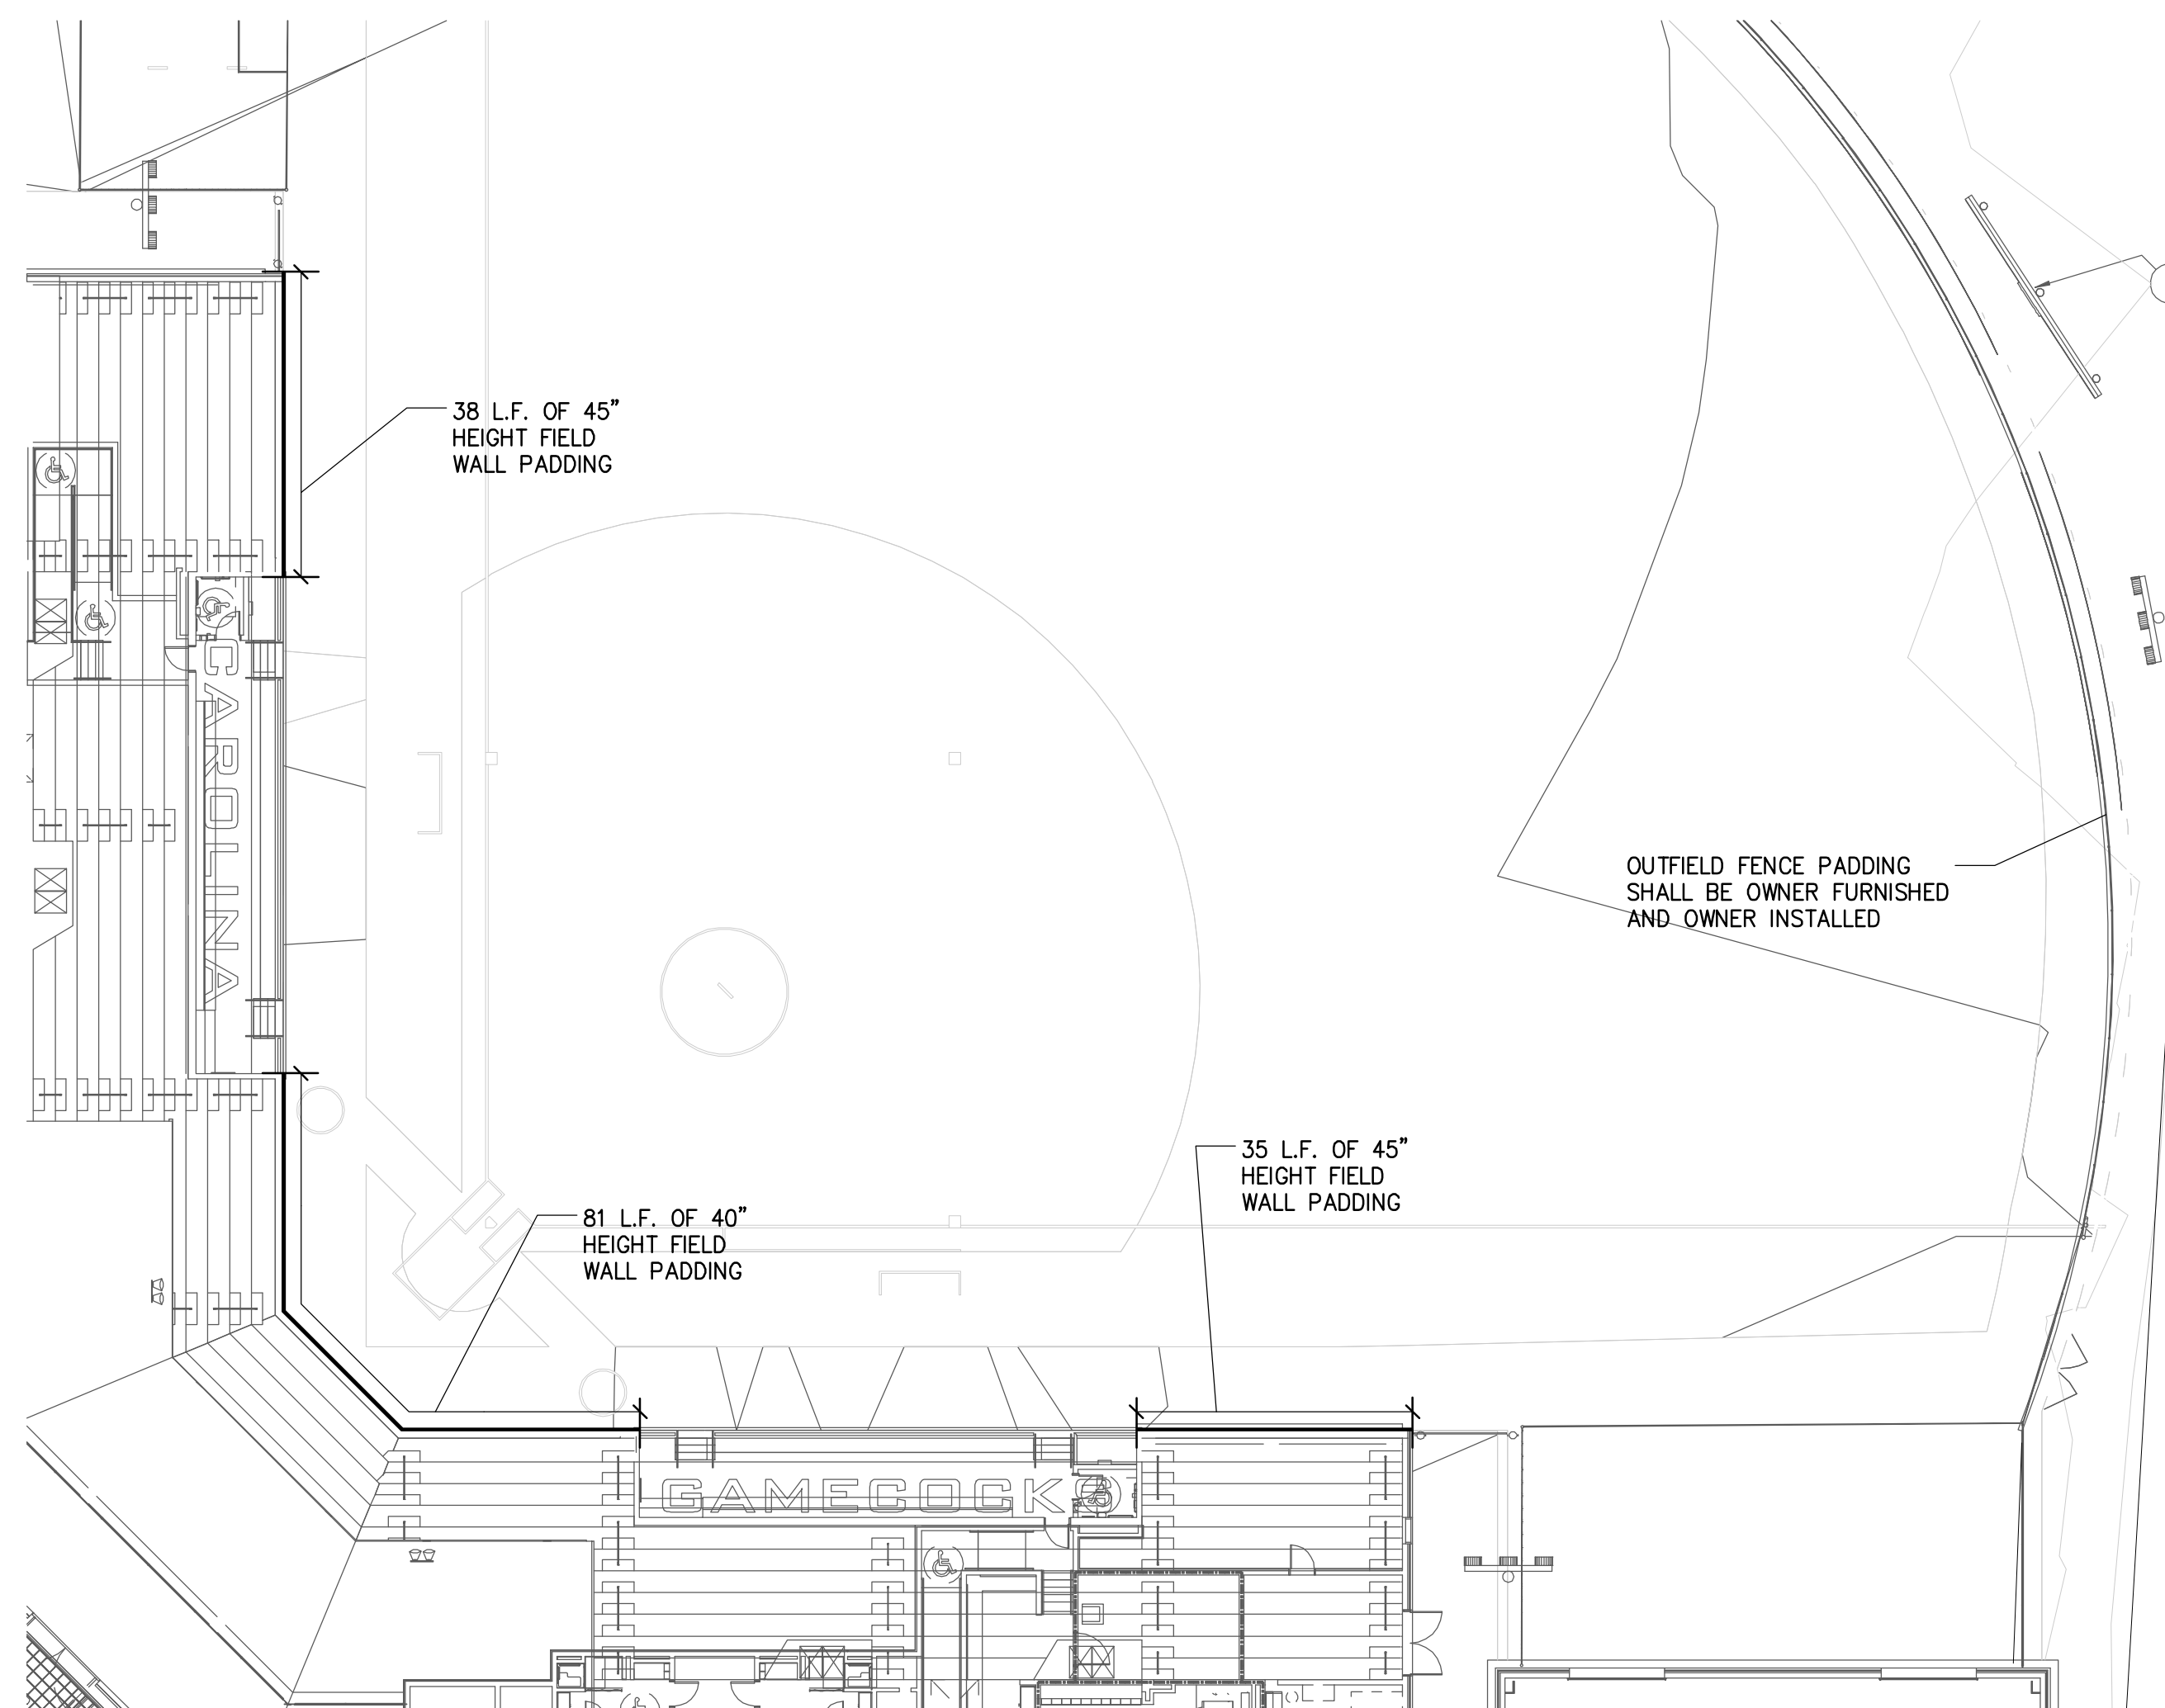 38 L.F. OF 45"
HEIGHT FIELD
WALL PADDING
CAROLINA
OUTFIELD FENCE PADDING
SHALL BE OWNER FURNISHED
AND OWNER INSTALLED
35 L.F. OF 45"
HEIGHT FIELD
WALL PADDING
81 L.F. OF 40"
HEIGHT FIELD
WALL PADDING
GAMECOCKS